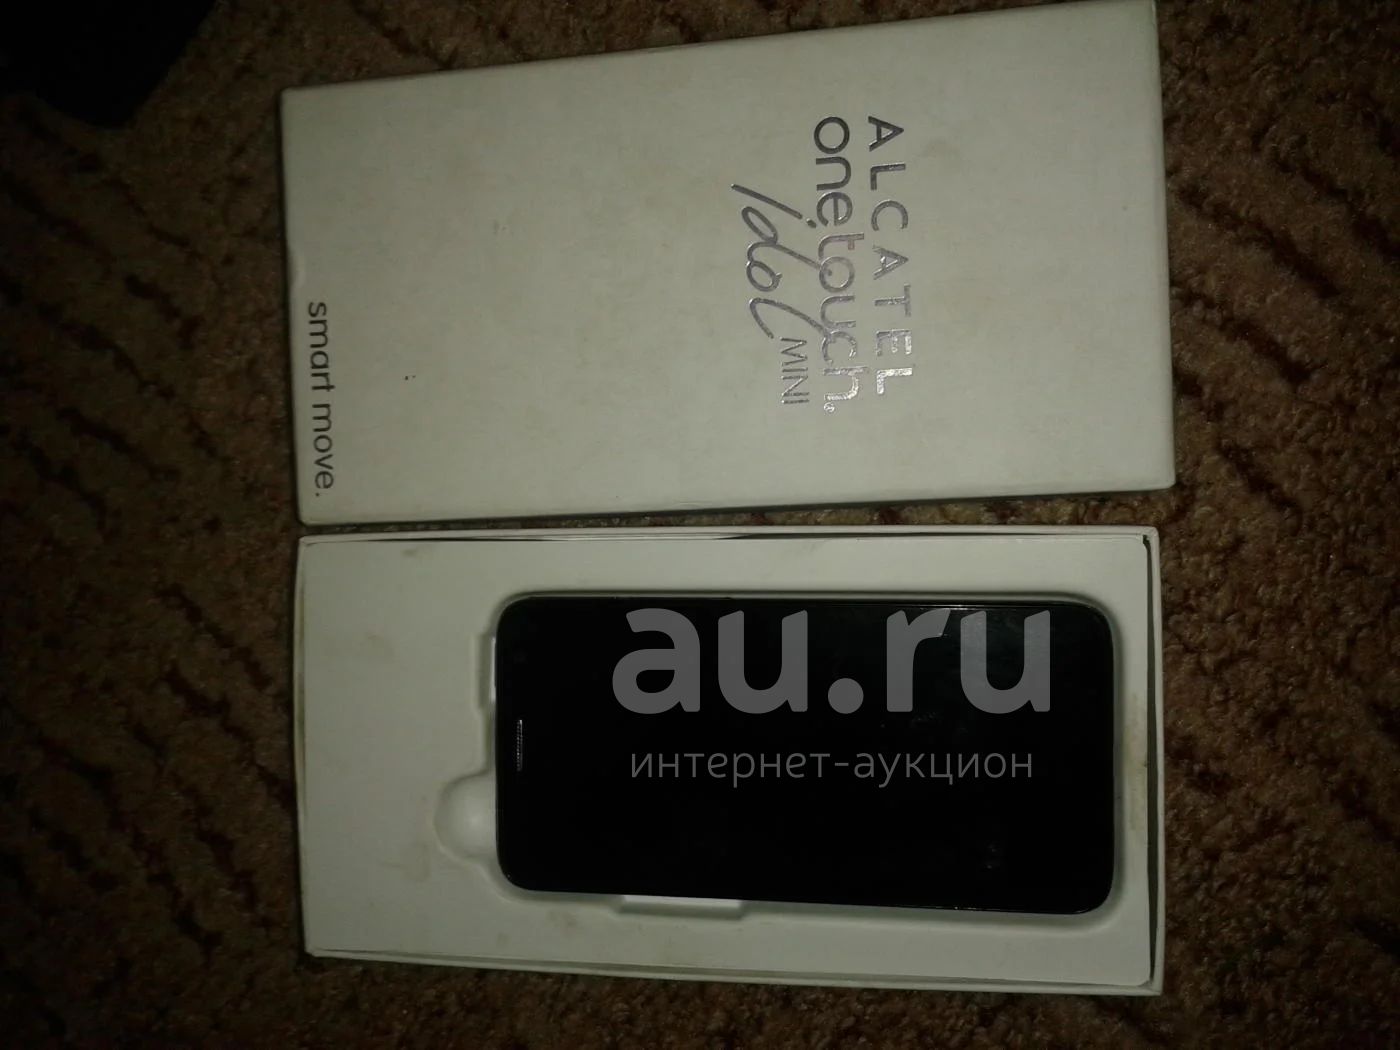 ALCATEL
onetouch.
Idol MINI
smart move.
au.ru
интернет-аукцион